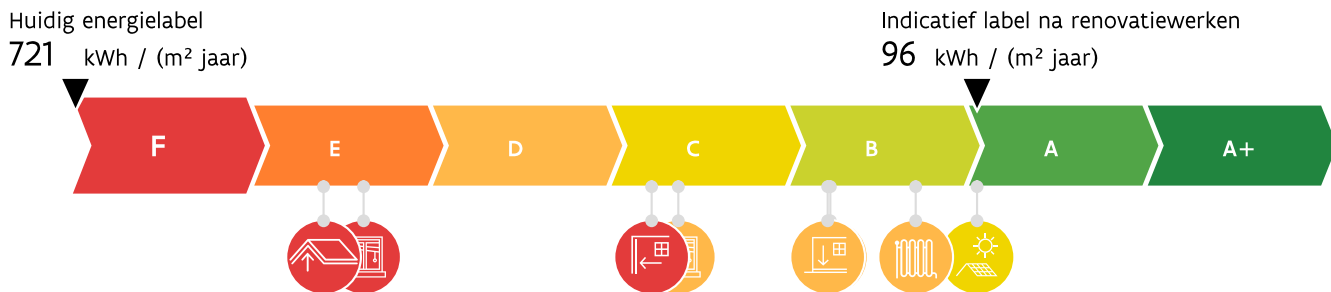 Huidig energielabel
721 kWh / (m² jaar)
Indicatief label na renovatiewerken
96 kWh / (m² jaar)
F E D C B A A+